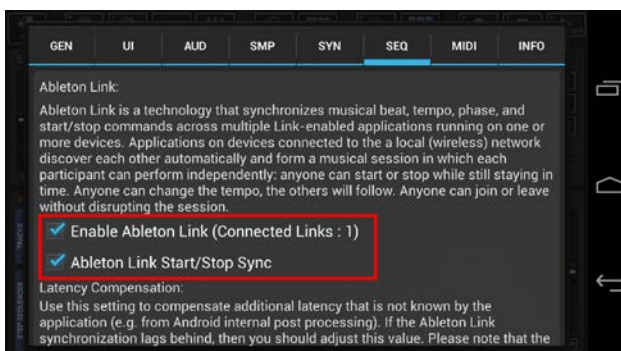 GEN UI AUD SMP SYN SEQ MIDI INFO
Ableton Link:
Ableton Link is a technology that synchronizes musical beat, tempo, phase, and
start/stop commands across multiple Link-enabled applications running on one or
more devices. Applications on devices connected to the a local (wireless) network
discover each other automatically and form a musical session in which each
participant can perform independently: anyone can start or stop while still staying in
time. Anyone can change the tempo, the others will follow. Anyone can join or leave
without disrupting the session.
Enable Ableton Link (Connected Links : 1)
Ableton Link Start/Stop Sync
Latency Compensation:
Use this setting to compensate additional latency that is not known by the
application (e.g. from Android internal post processing). If the Ableton Link
synchronization lags behind, then you should adjust this value. Please note that the